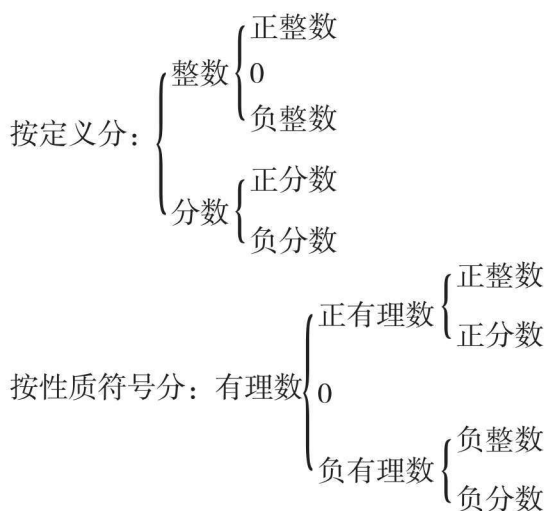 正整数
整数
0
按定义分：
负整数
正分数
分数
负分数
正整数
正有理数
正分数
按性质符号分：有理数
0
负整数
负有理数
负分数